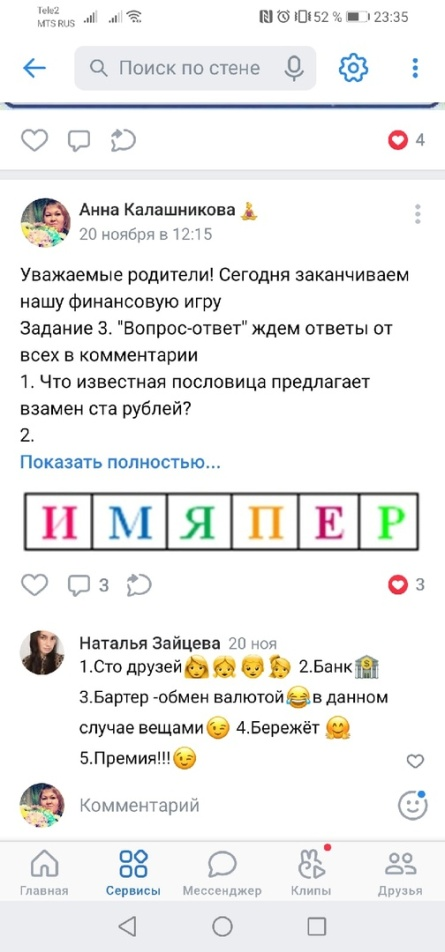 Tele2
MTS RUS
52 %
23:35
Поиск по стене
4
Анна Калашникова
20 ноября в 12:15
Уважаемые родители! Сегодня заканчиваем
нашу финансовую игру
Задание 3. "Вопрос-ответ" ждем ответы от
всех в комментарии
1. Что известная пословица предлагает
взамен ста рублей?
2.
Показать полностью...
И М Я П Е Р
3
3
Наталья Зайцева 20 ноя
1.Сто друзей 2.Банк
3.Бартер -обмен валютой в данном
случае вещами 4.Бережёт
5.Премия!!!
Комментарий
Главная
Сервисы
Мессенджер
Клипы
Друзья